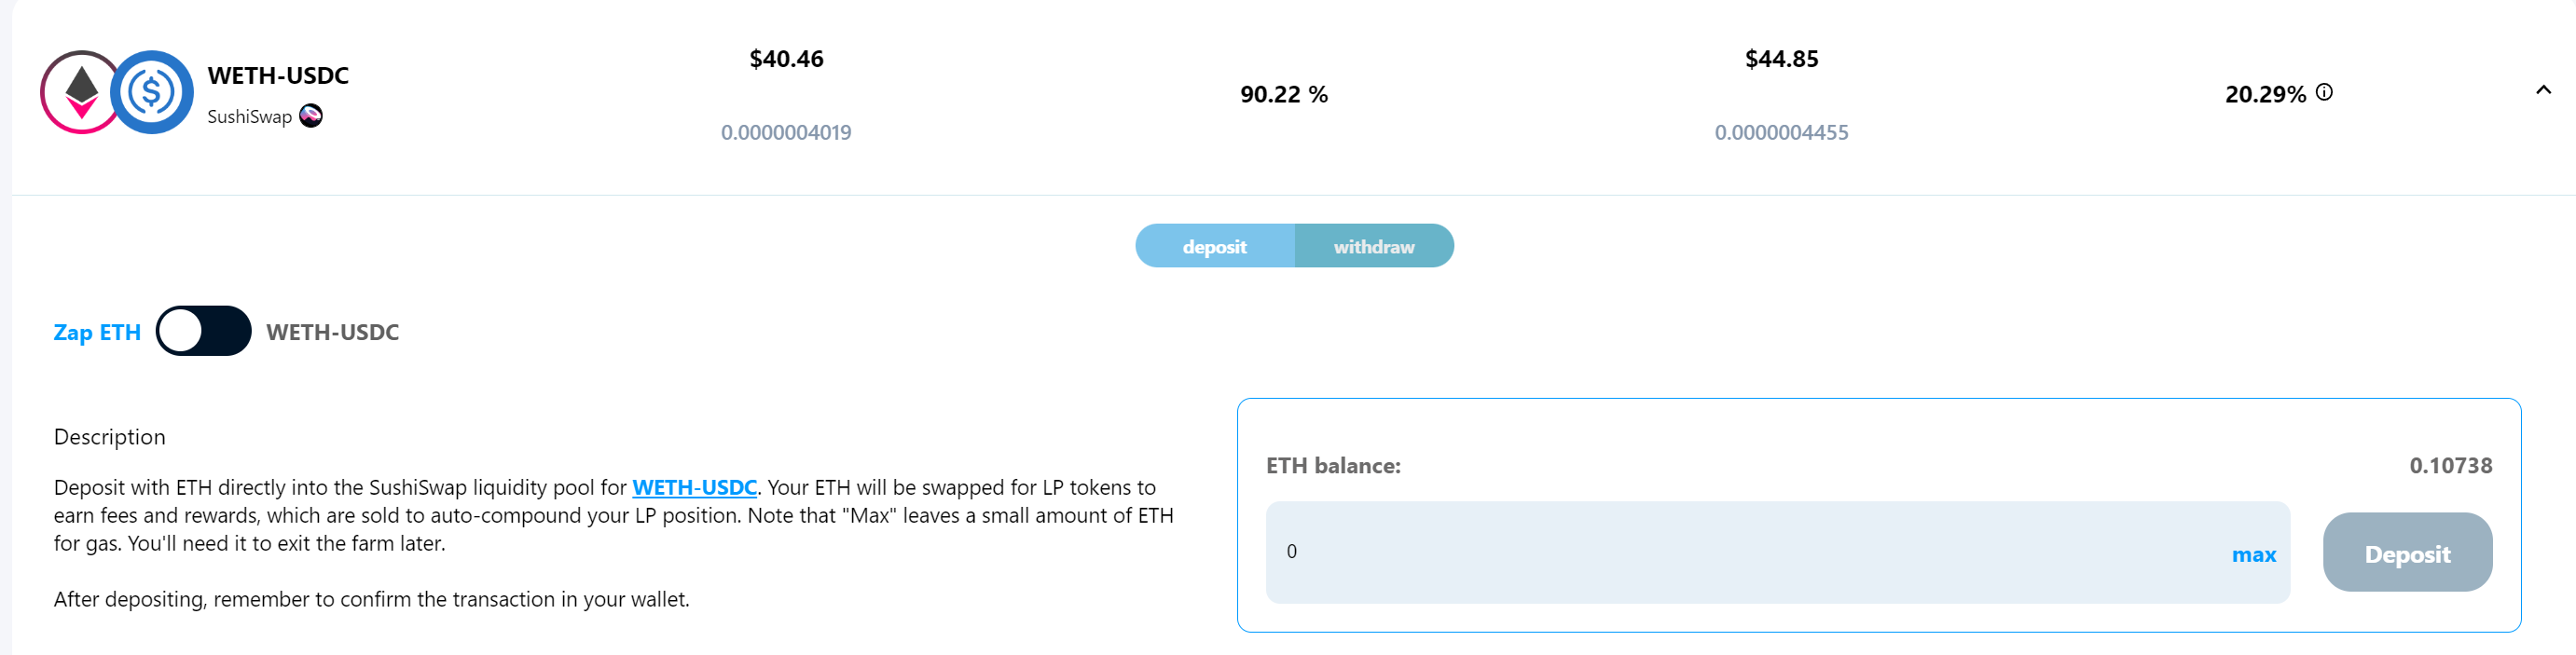 WETH-USDC
SushiSwap
$40.46
0.0000004019
90.22 %
$44.85
0.0000004455
20.29%
deposit
withdraw
Zap ETH
WETH-USDC
Description
Deposit with ETH directly into the SushiSwap liquidity pool for WETH-USDC. Your ETH will be swapped for LP tokens to
earn fees and rewards, which are sold to auto-compound your LP position. Note that "Max" leaves a small amount of ETH
for gas. You'll need it to exit the farm later.
After depositing, remember to confirm the transaction in your wallet.
ETH balance:
0.10738
0
max
Deposit